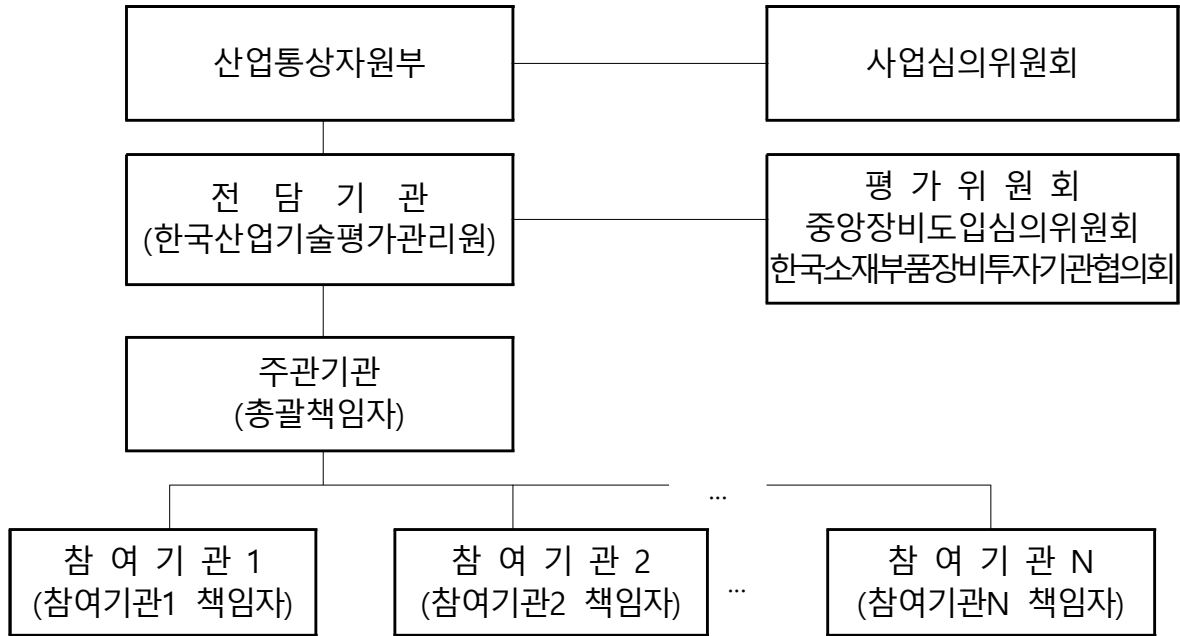 산업통상자원부
사업심의위원회
전 담 기 관
(한국산업기술평가관리원)
평 가 위 원 회
중앙장비도입심의위원회
한국소재부품장비투자기관협의회
주관기관
(총괄책임자)
...
참 여 기 관 1
(참여기관1 책임자)
참 여 기 관 2
(참여기관2 책임자)
...
참 여 기 관 N
(참여기관N 책임자)